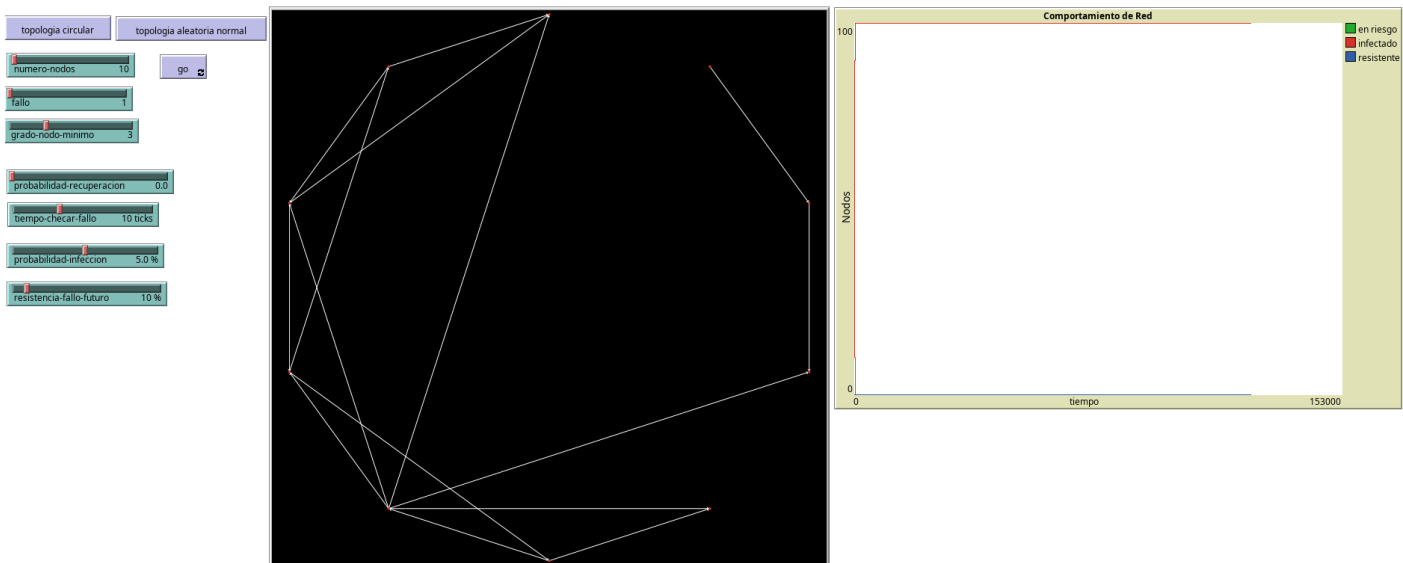 topologia circular
topologia aleatoria normal
numero-nodos 10
go
fallo 1
grado-nodo-minimo 3
probabilidad-recuperacion 0.0
tiempo-checar-fallo 10 ticks
probabilidad-infeccion 5.0 %
resistencia-fallo-futuro 10 %
Comportamiento de Red
100
Nodos
0
0
tiempo
153000
en riesgo
infectado
resistente